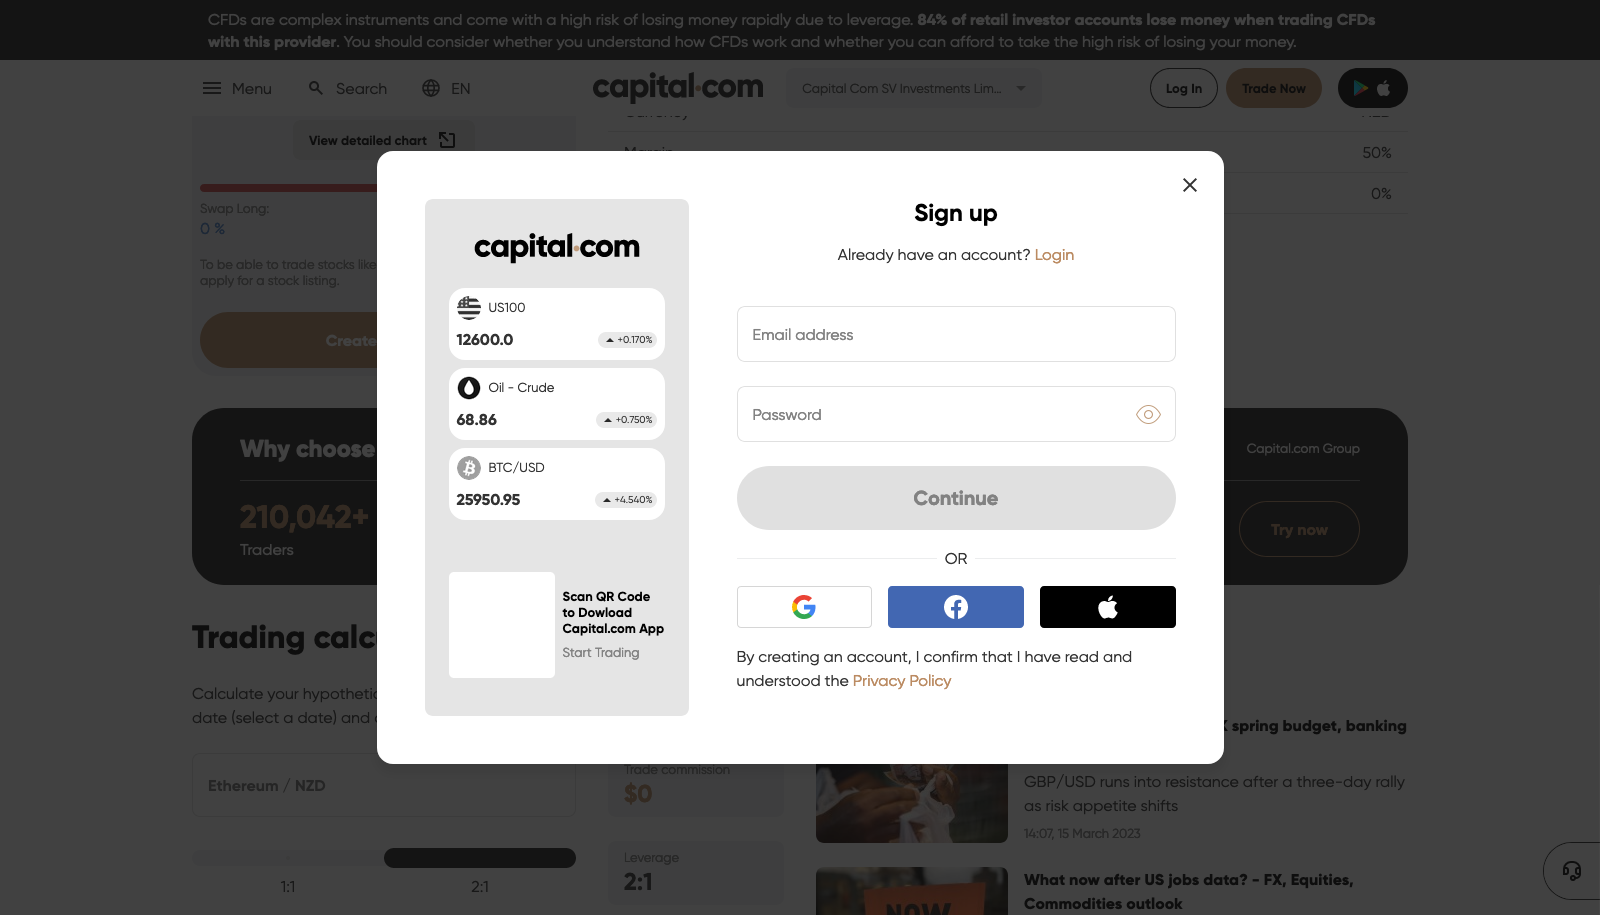 CFDs are complex instruments and come with a high risk of losing money rapidly due to leverage. 84% of retail investor accounts lose money when trading CFDs
with this provider. You should consider whether you understand how CFDs work and whether you can afford to take the high risk of losing your money.
Menu
Search
EN
capital.com
Capital Com SV Investments Lim...
Log In
Trade Now
View detailed chart
50%
0%
Swap Long:
0 %
To be able to trade stocks like
apply for a stock listing.
Create
Why choose
210,042+
Traders
Capital.com Group
Try now
Trading calc
Calculate your hypothetic
date (select a date) and
Ethereum / NZD
1:1
2:1
Trade commission
$0
Leverage
2:1
spring budget, banking
GBP/USD runs into resistance after a three-day rally
as risk appetite shifts
14:07, 15 March 2023
What now after US jobs data? - FX, Equities,
Commodities outlook
NOW
capital.com
US100
12600.0
+0.170%
Oil - Crude
68.86
+0.750%
BTC/USD
25950.95
+4.540%
Scan QR Code
to Dowload
Capital.com App
Start Trading
Sign up
Already have an account? Login
Email address
Password
Continue
OR
By creating an account, I confirm that I have read and
understood the Privacy Policy